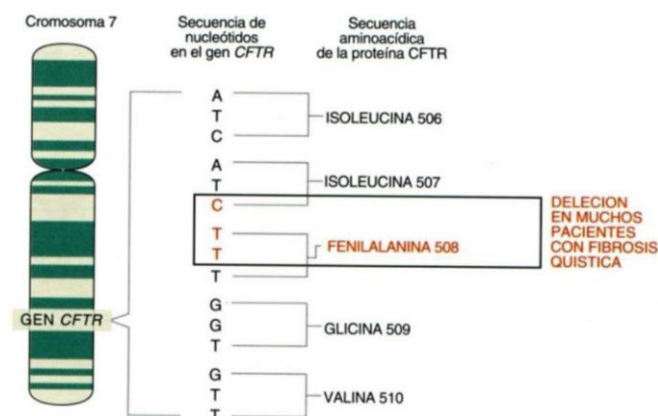 Cromosoma 7
Secuencia de
nucleótidos
en el gen CFTR
Secuencia
aminoacídica
de la proteína CFTR
A
T
C
ISOLEUCINA 506
A
T
C
ISOLEUCINA 507
T
T
T
FENILALANINA 508
DELECION
EN MUCHOS
PACIENTES
CON FIBROSIS
QUISTICA
GEN CFTR
G
G
T
GLICINA 509
G
T
T
VALINA 510